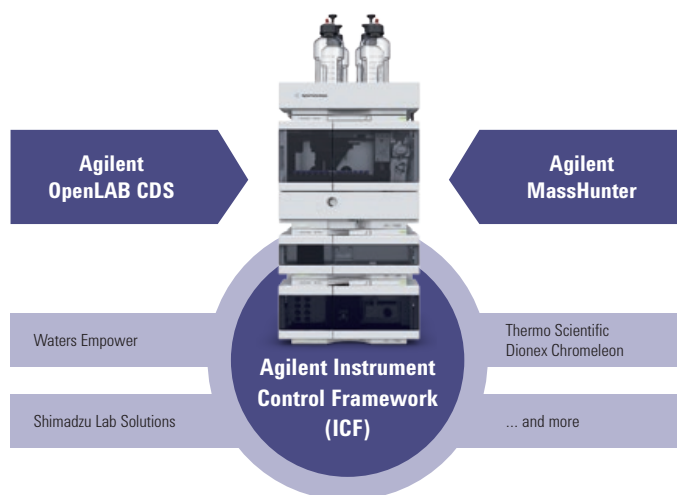 Agilent
OpenLAB CDS
Agilent
MassHunter
Waters Empower
Thermo Scientific
Dionex Chromeleon
Agilent Instrument
Control Framework
(ICF)
Shimadzu Lab Solutions
... and more